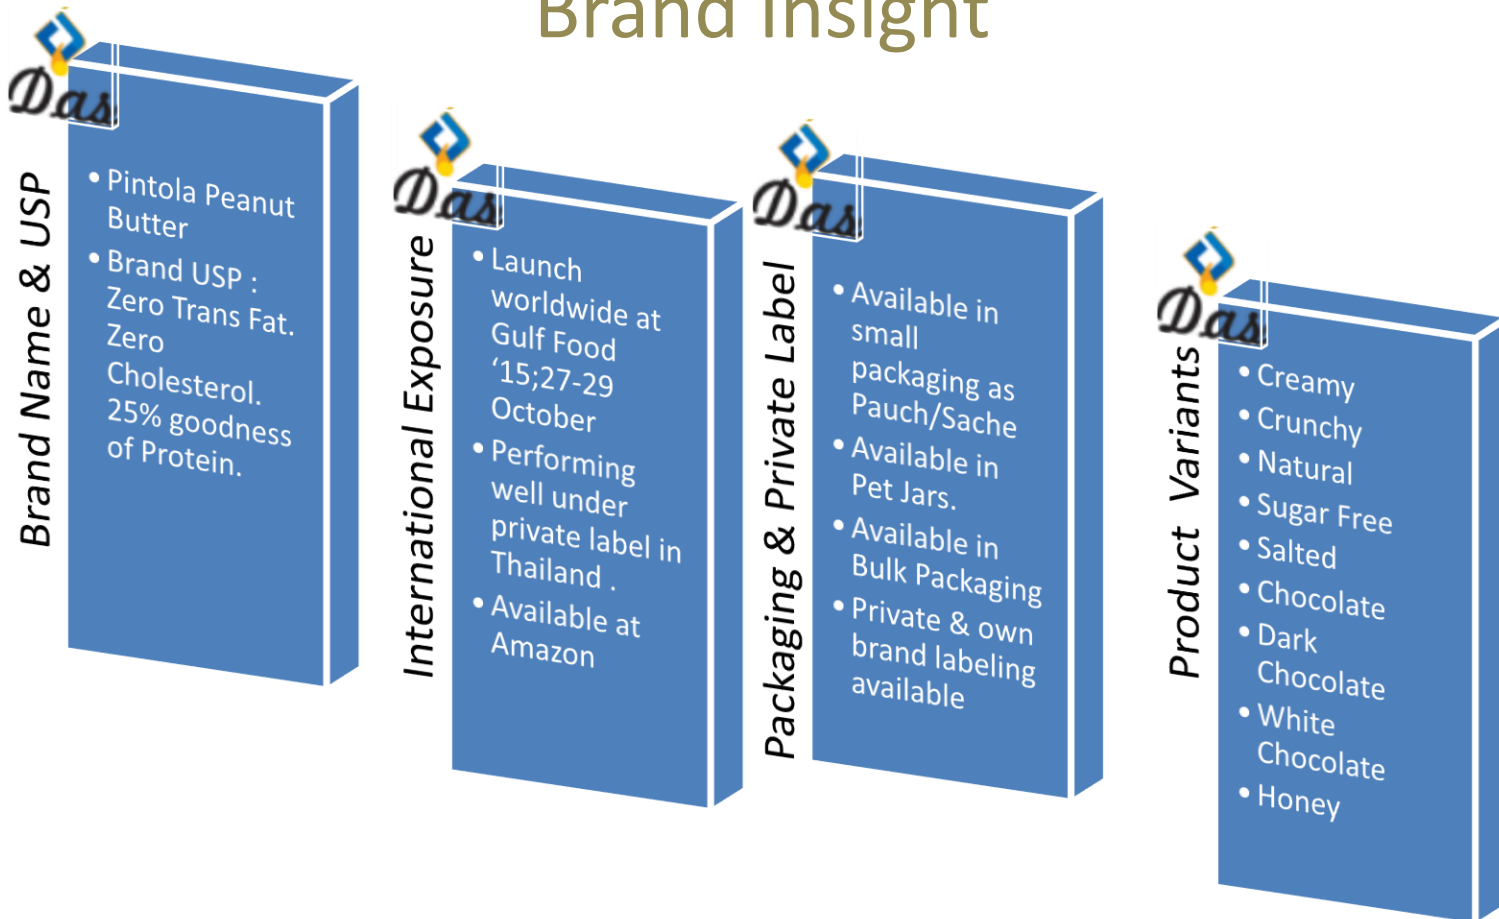 Brand Insight
Das
Brand Name & USP
• Pintola Peanut
Butter
• Brand USP :
Zero Trans Fat.
Zero
Cholesterol.
25% goodness
of Protein.
Das
International Exposure
• Launch
worldwide at
Gulf Food
‘15;27-29
October
• Performing
well under
private label in
Thailand .
• Available at
Amazon
Das
Packaging & Private Label
• Available in
small
packaging as
Pauch/Sache
• Available in
Pet Jars.
• Available in
Bulk Packaging
• Private & own
brand labeling
available
Das
Product Variants
• Creamy
• Crunchy
• Natural
• Sugar Free
• Salted
• Chocolate
• Dark
Chocolate
• White
Chocolate
• Honey